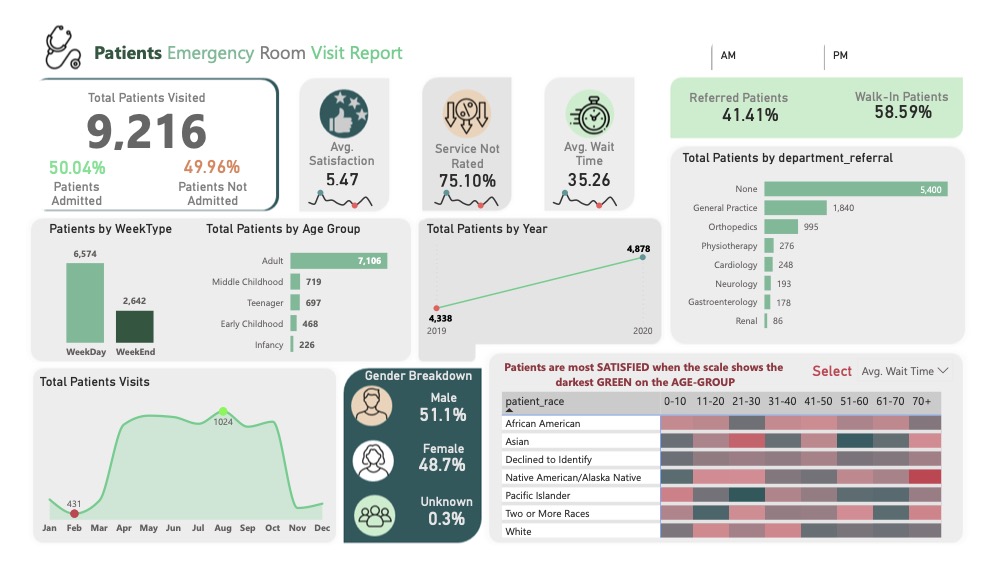 Patients Emergency Room Visit Report
AM
PM
Total Patients Visited
9,216
50.04%
49.96%
Patients
Admitted
Patients Not
Admitted
Avg.
Satisfaction
5.47
Service Not
Rated
75.10%
Avg. Wait
Time
35.26
Referred Patients
41.41%
Walk-In Patients
58.59%
Patients by WeekType
6,574
2,642
WeekDay
WeekEnd
Total Patients by Age Group
Adult 7,106
Middle Childhood 719
Teenager 697
Early Childhood 468
Infancy 226
Total Patients by Year
4,878
4,338
2019
2020
Total Patients by department_referral
None 5,400
General Practice 1,840
Orthopedics 995
Physiotherapy 276
Cardiology 248
Neurology 193
Gastroenterology 178
Renal 86
Total Patients Visits
1024
431
Jan Feb Mar Apr May Jun Jul Aug Sep Oct Nov Dec
Gender Breakdown
Male
51.1%
Female
48.7%
Unknown
0.3%
Patients are most SATISFIED when the scale shows the
darkest GREEN on the AGE-GROUP
Select Avg. Wait Time
patient_race 0-10 11-20 21-30 31-40 41-50 51-60 61-70 70+
African American
Asian
Declined to Identify
Native American/Alaska Native
Pacific Islander
Two or More Races
White